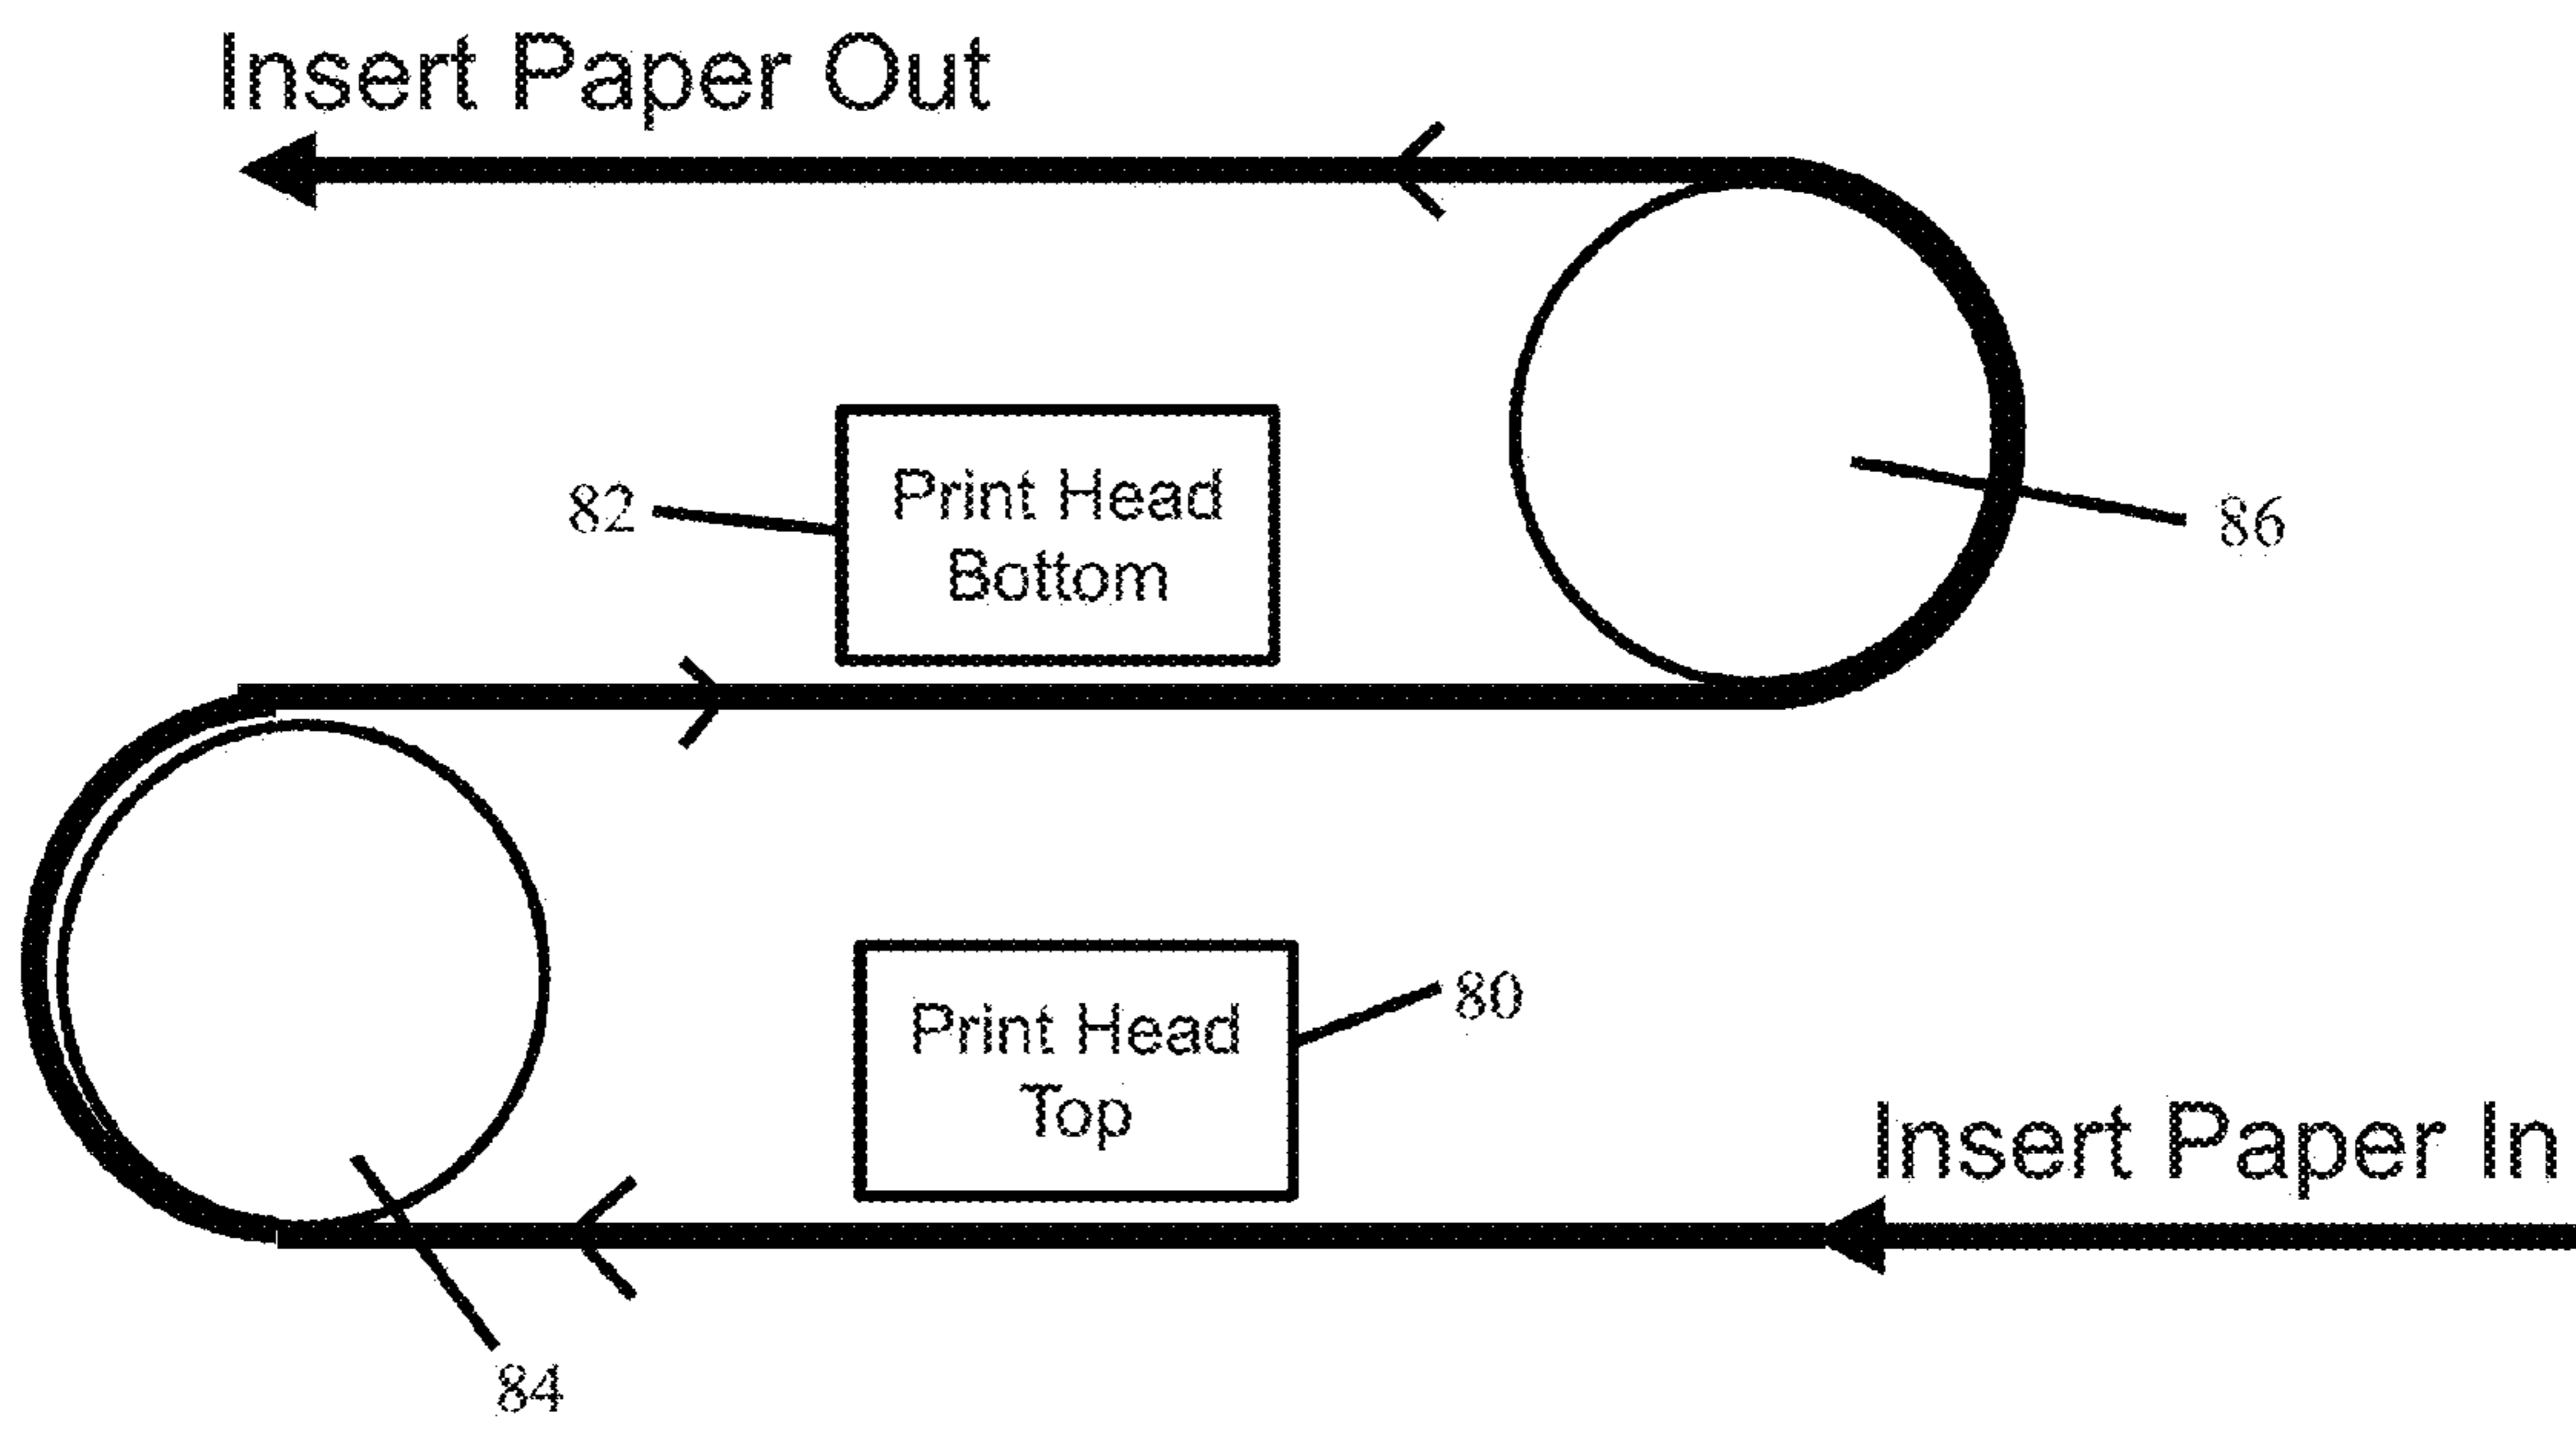 Insert Paper Out
82
Print Head
Bottom
86
Print Head
Top
80
Insert Paper In
84